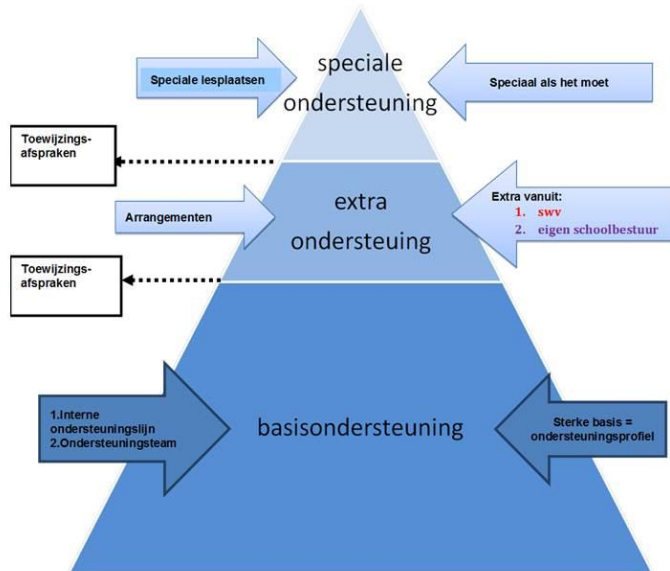 speciale
ondersteuning
Speciale lesplaatsen
Speciaal als het moet
Toewijzings-
afspraken
extra
ondersteuing
Arrangementen
Extra vanuit:
1. swv
2. eigen schoolbestuur
Toewijzings-
afspraken
basisondersteuning
1.Interne
ondersteuningslijn
2.Ondersteuningsteam
Sterke basis =
ondersteuningsprofiel